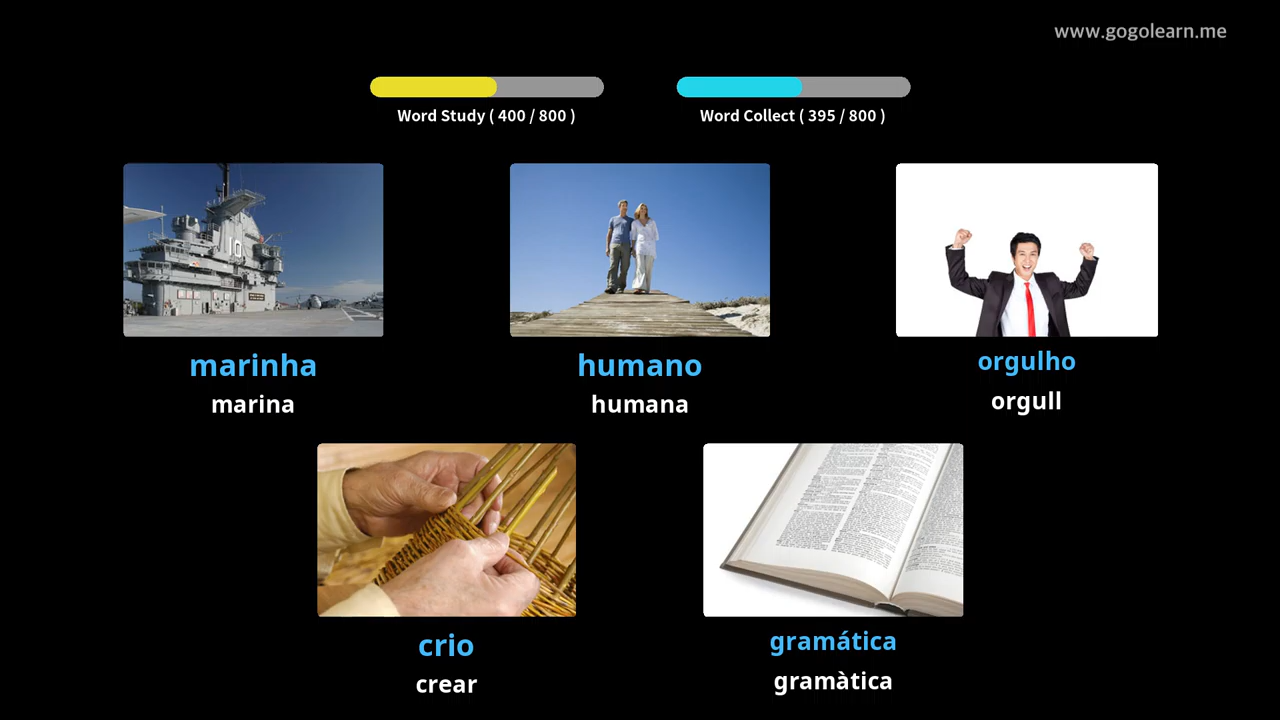 www.gogolearn.me
Word Study ( 400 / 800 )
Word Collect ( 395 / 800 )
marinha
marina
humano
humana
orgulho
orgull
crio
crear
gramática
gramàtica